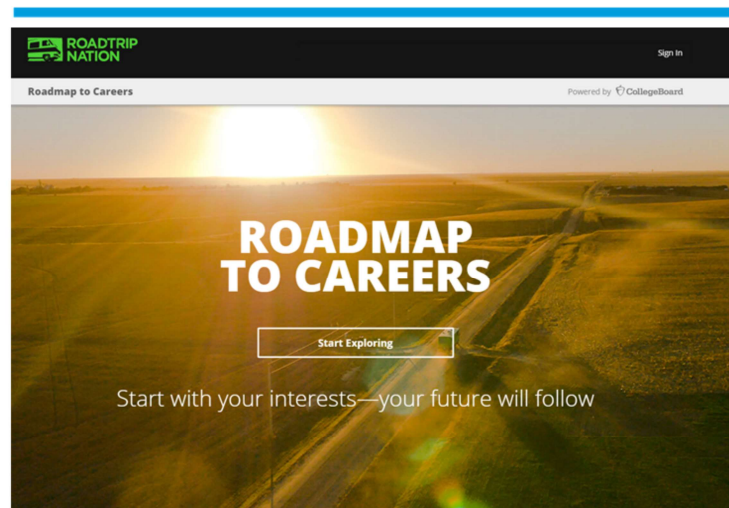 ROADTRIP
NATION
Sign In
Roadmap to Careers
Powered by CollegeBoard
ROADMAP
TO CAREERS
Start Exploring
Start with your interests—your future will follow